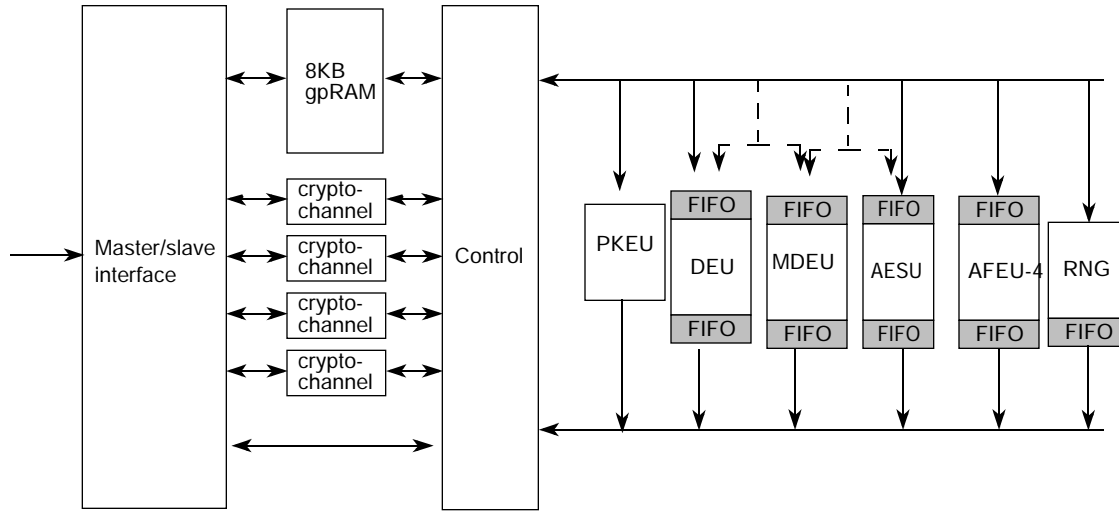 8KB
gpRAM
crypto-
channel
crypto-
channel
crypto-
channel
crypto-
channel
Master/slave
interface
Control
FIFO
FIFO
FIFO
FIFO
PKEU
DEU
MDEU
AESU
AFEU-4
RNG
FIFO
FIFO
FIFO
FIFO
FIFO